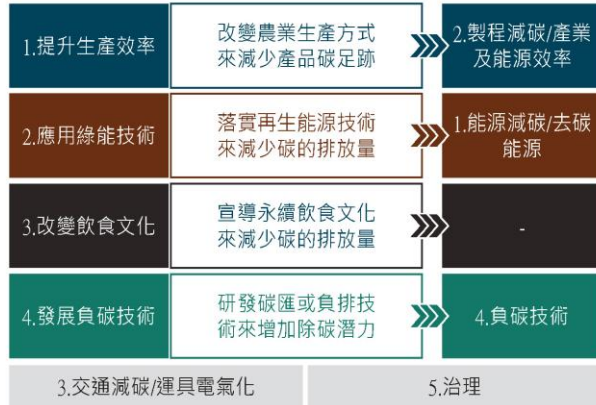 1.提升生產效率
改變農業生產方式
來減少產品碳足跡
2.製程減碳/產業
及能源效率
2.應用綠能技術
落實再生能源技術
來減少碳的排放量
1.能源減碳/去碳
能源
3.改變飲食文化
宣導永續飲食文化
來減少碳的排放量
-
4.發展負碳技術
研發碳匯或負排技
術來增加除碳潛力
4.負碳技術
3.交通減碳/運具電氣化
5.治理